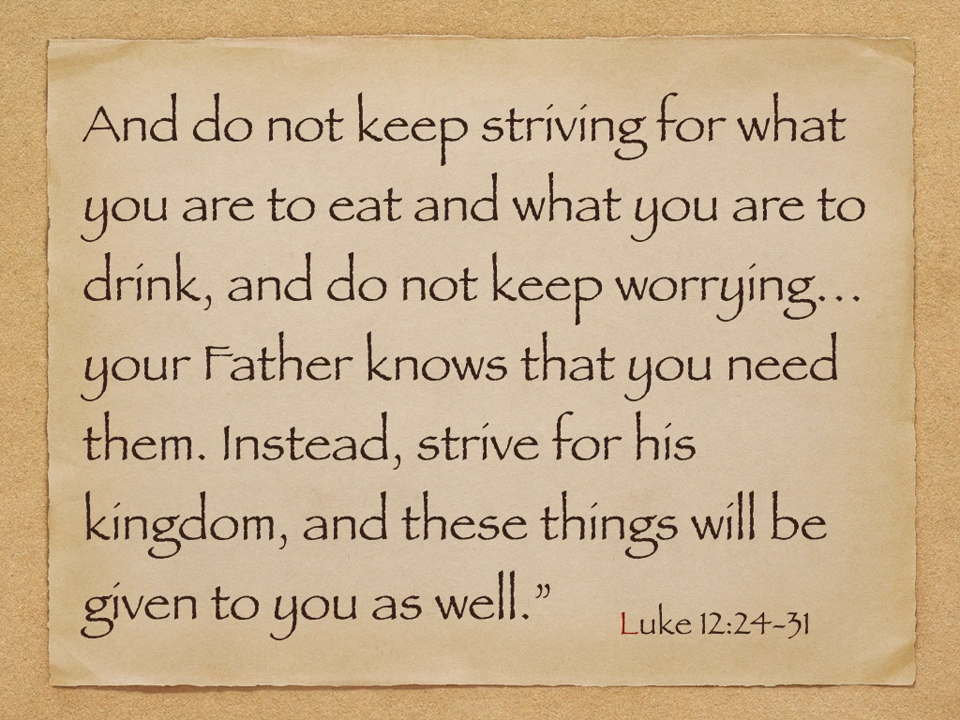 And do not keep striving for what
you are to eat and what you are to
drink, and do not keep worrying...
your Father knows that you need
them. Instead, strive for his
kingdom, and these things will be
given to you as well.”
Luke 12:24-31